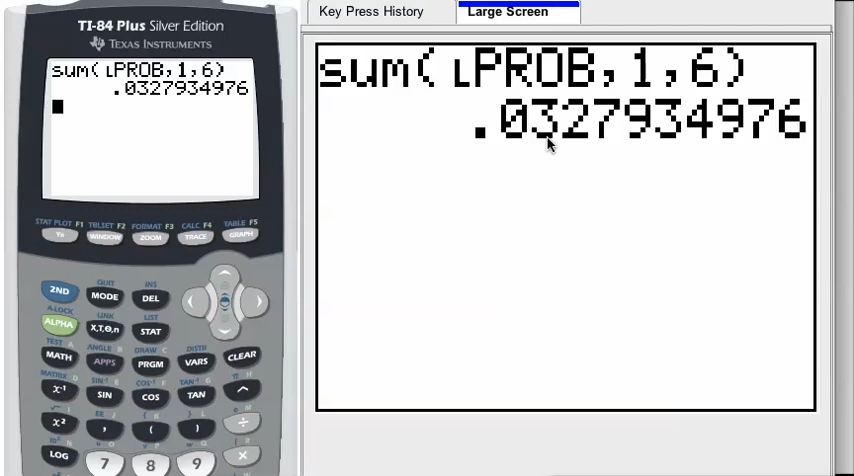 Key Press History
Large Screen
TI-84 Plus Silver Edition
TEXAS INSTRUMENTS
sum(ʟPROB,1,6)
.0327934976
sum(ʟPROB,1,6)
.0327934976
STAT PLOT F1 TBLSET F2 FORMAT F3 CALC F4 TABLE F5
Y= WINDOW ZOOM TRACE GRAPH
QUIT INS
2ND MODE DEL
A-LOCK LINK LIST
ALPHA X,T,θ,n STAT
TEST A ANGLE B DRAW C DISTR
MATH APPS PRGM VARS CLEAR
MATRIX D SIN⁻¹ E COS⁻¹ F TAN⁻¹ G π H
x⁻¹ SIN COS TAN ^
√ I EE J { K } L e M
x² , ( ) ÷
10ˣ N u O v P w Q [ R
LOG 7 8 9 ×